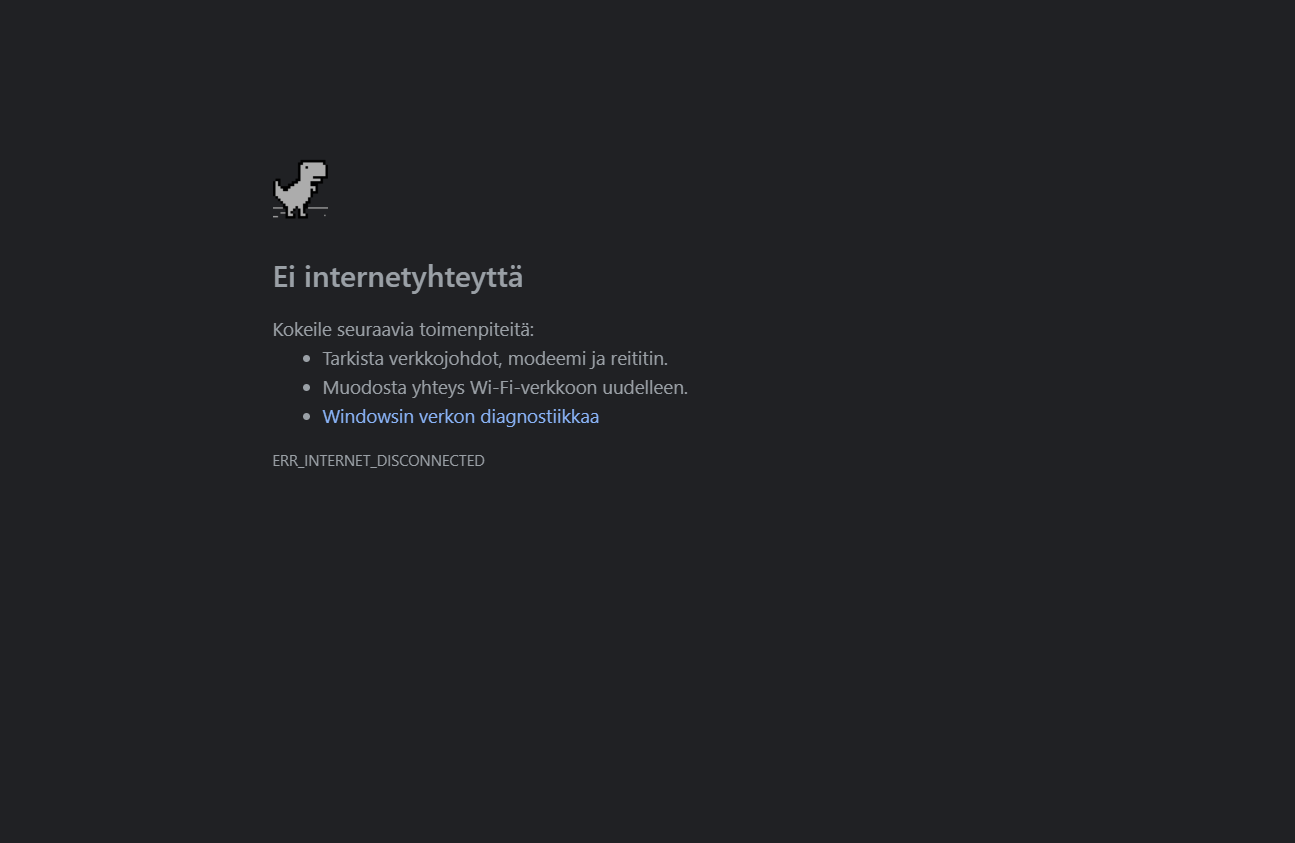 Ei internetyhteyttä
Kokeile seuraavia toimenpiteitä:
Tarkista verkkojohdot, modeemi ja reititin.
Muodosta yhteys Wi-Fi-verkkoon uudelleen.
Windowsin verkon diagnostiikkaa
ERR_INTERNET_DISCONNECTED